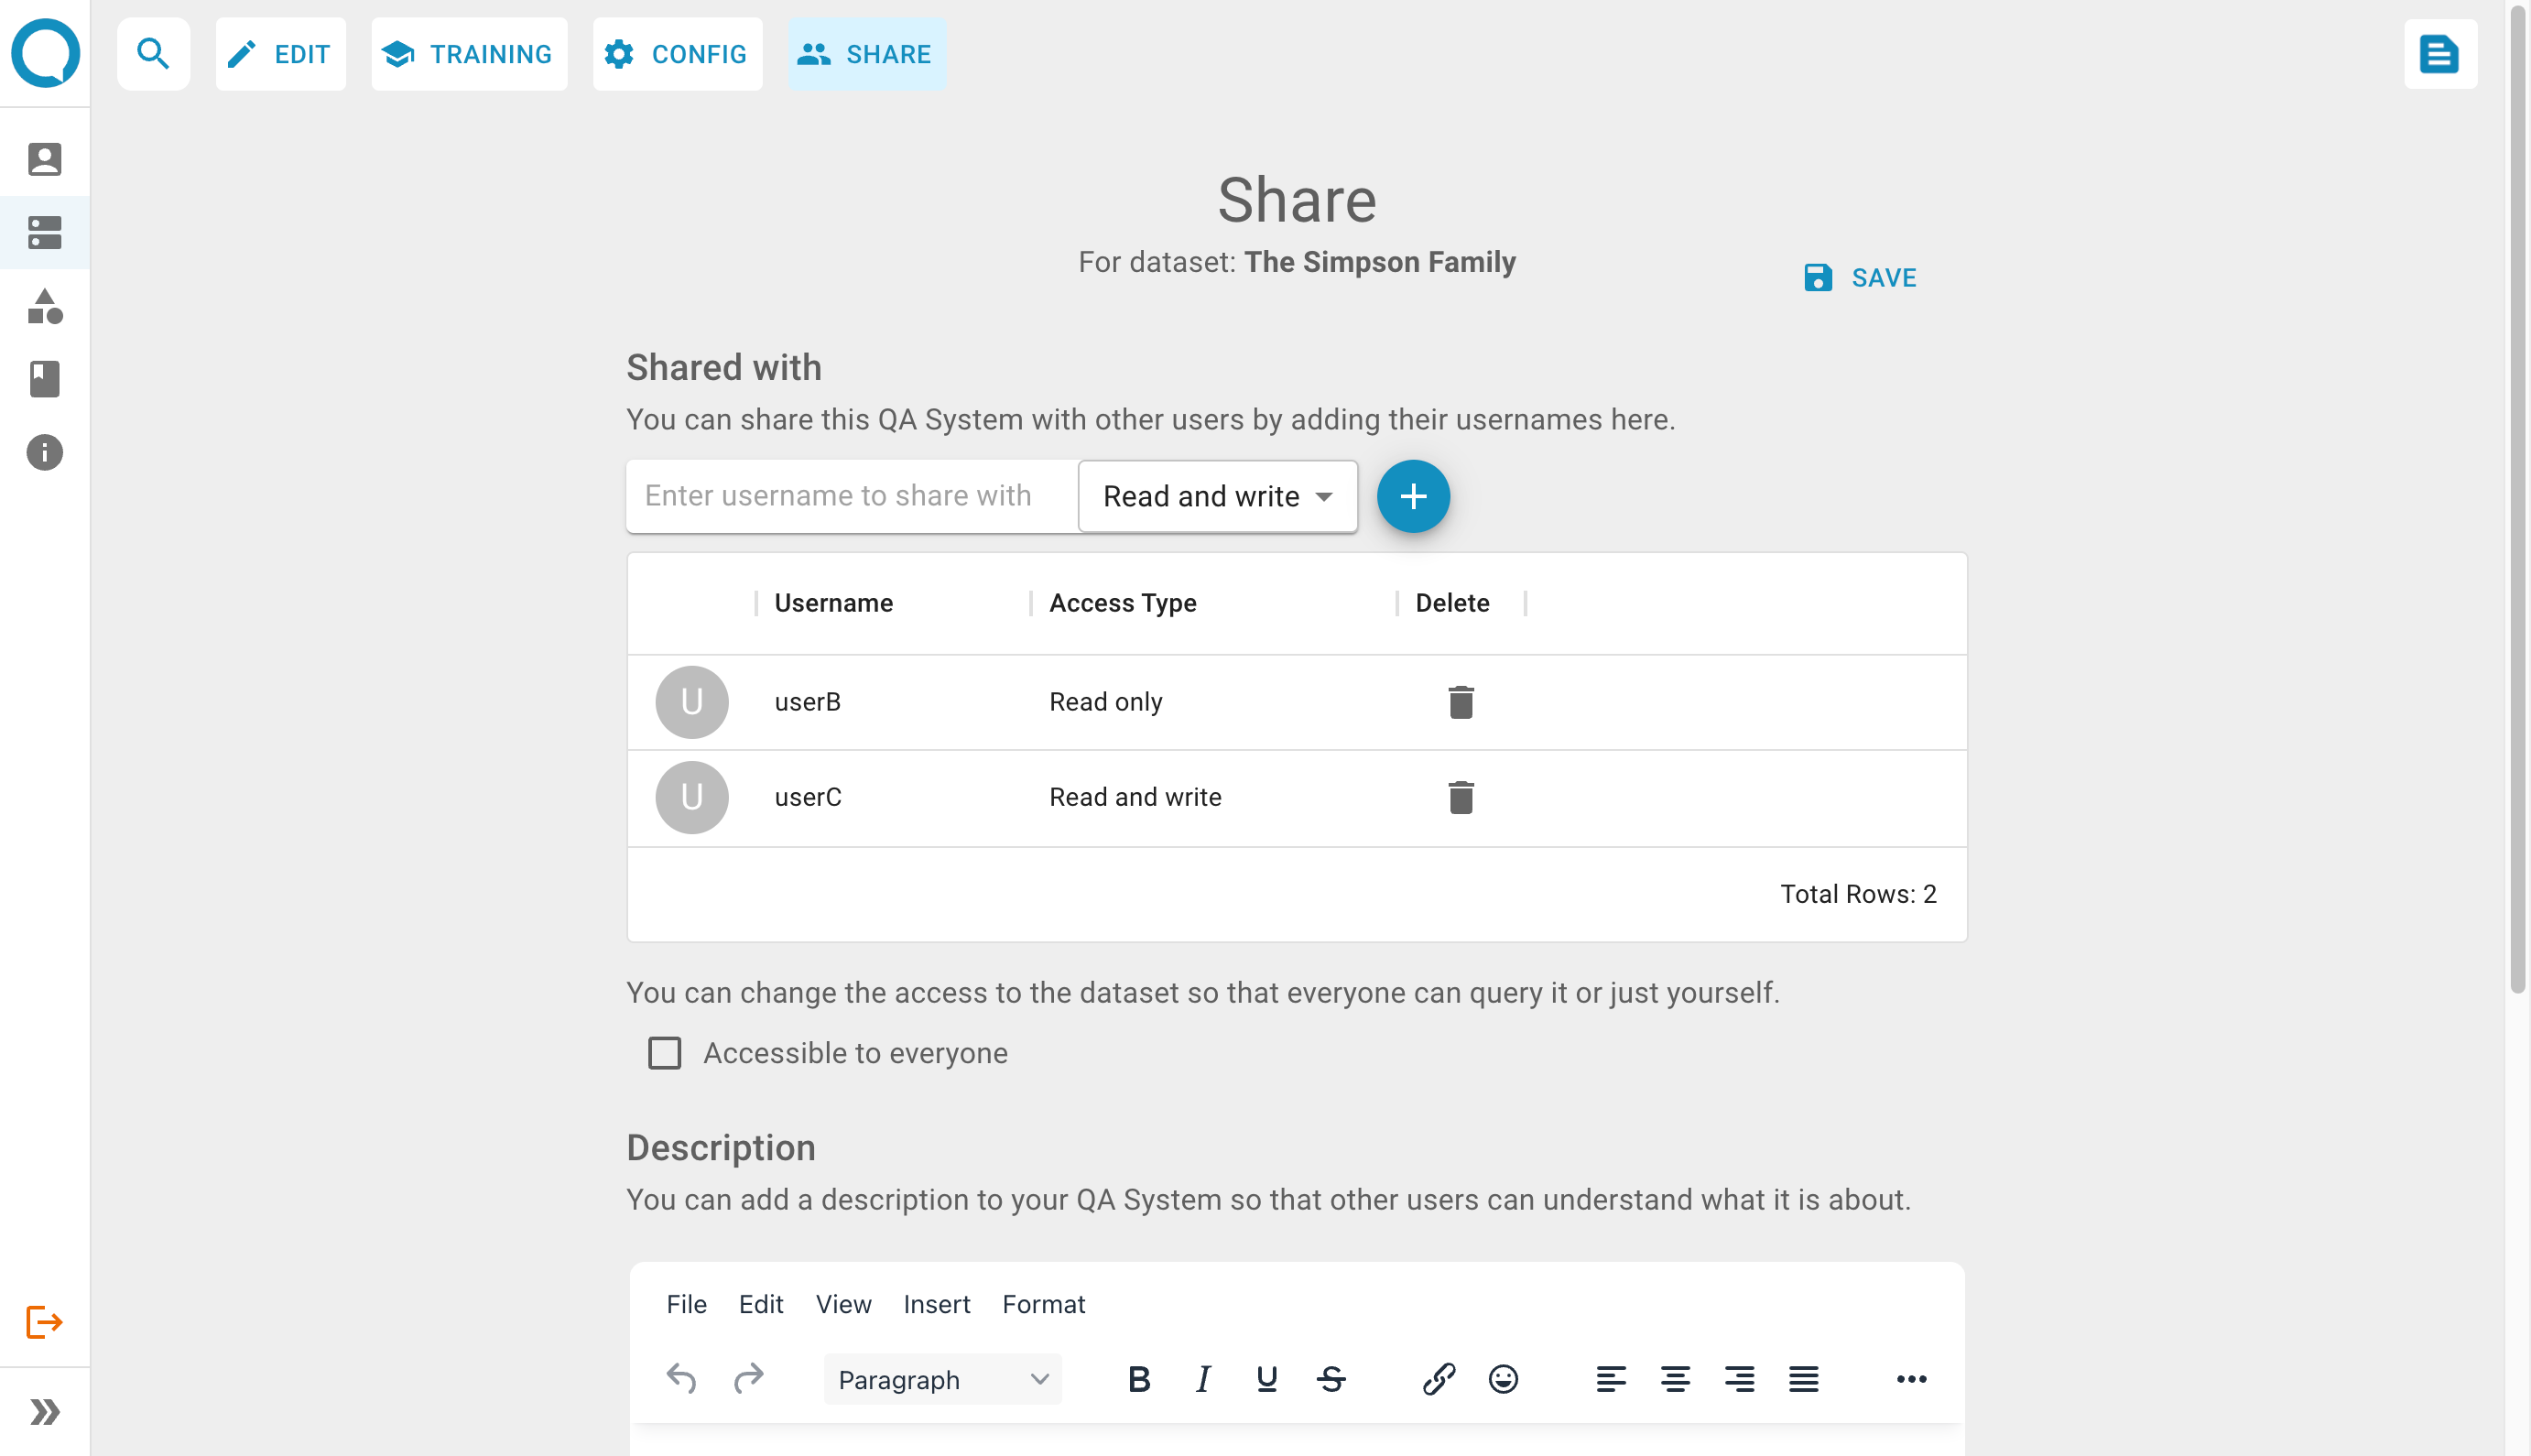 EDIT TRAINING CONFIG SHARE
Share
For dataset: The Simpson Family
SAVE
Shared with
You can share this QA System with other users by adding their usernames here.
Enter username to share with Read and write
Username Access Type Delete
U userB Read only
U userC Read and write
Total Rows: 2
You can change the access to the dataset so that everyone can query it or just yourself.
Accessible to everyone
Description
You can add a description to your QA System so that other users can understand what it is about.
File Edit View Insert Format
Paragraph B I U S